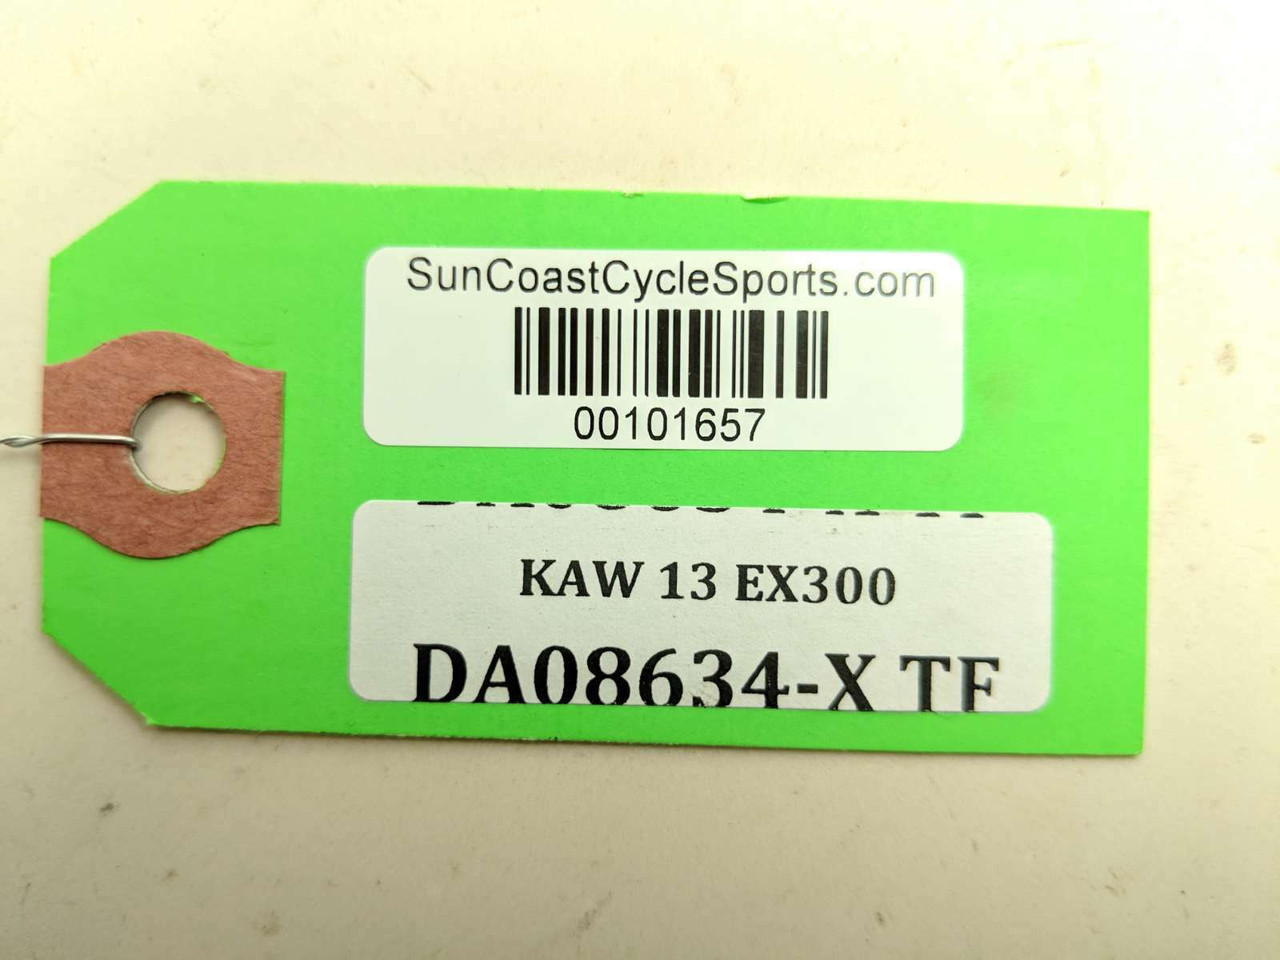 SunCoastCycleSports.com
00101657
KAW 13 EX300
DA08634-X TF